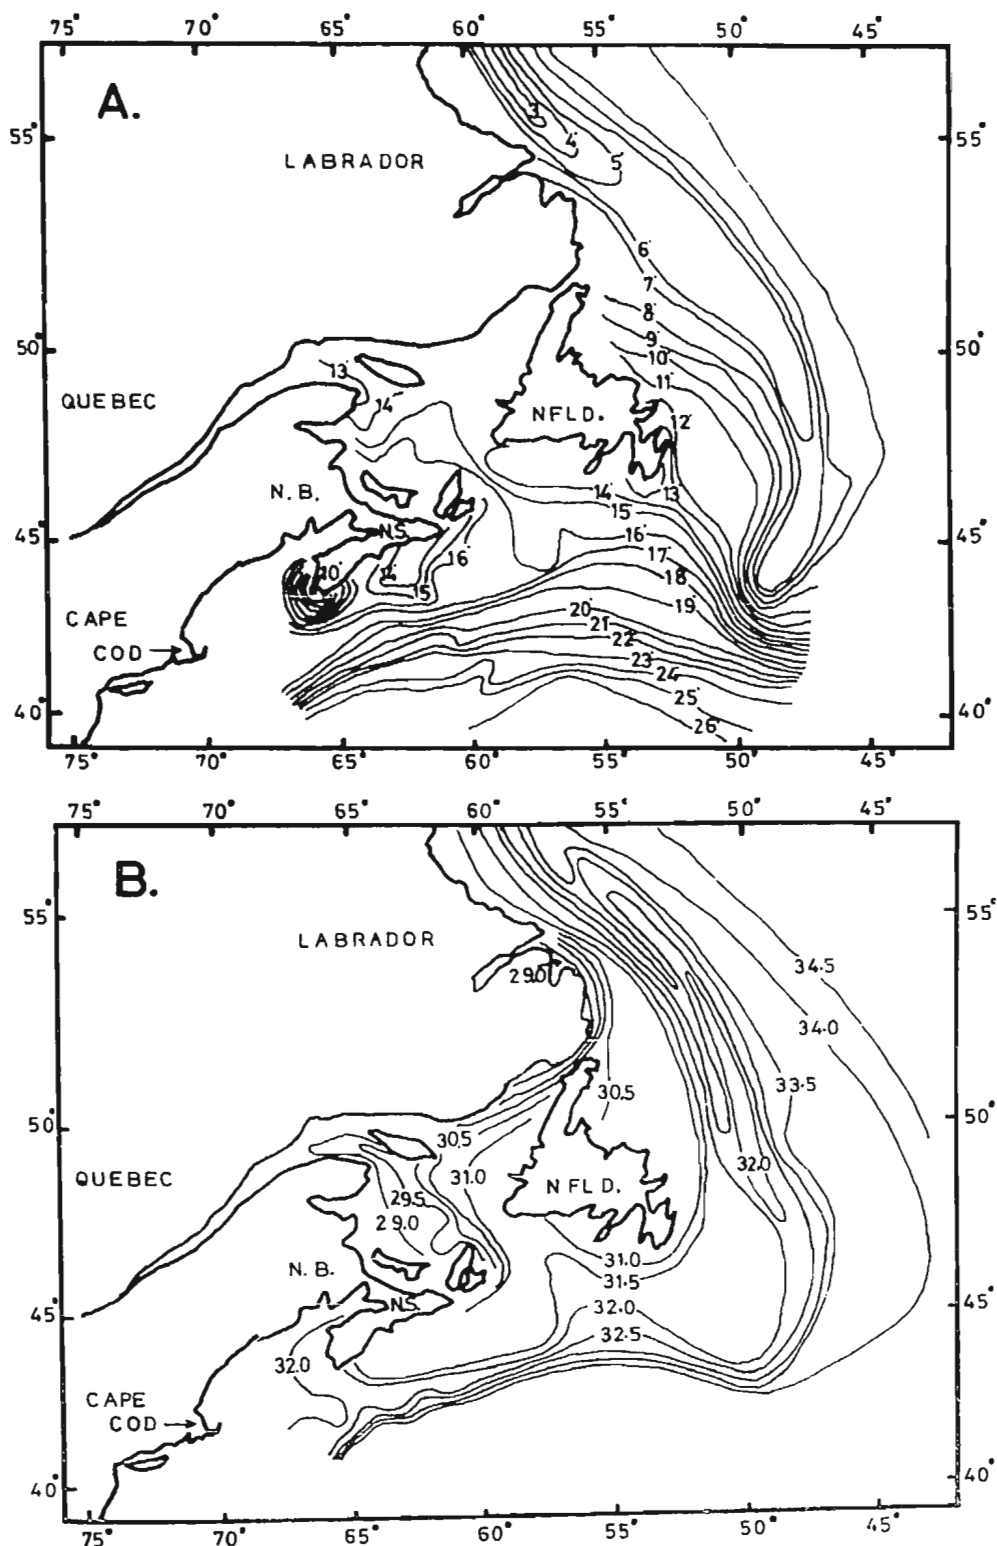 75° 70° 65° 60° 55° 50° 45°
A.
3°
55° 4° 55°
LABRADOR 5°
6°
7°
8°
9°
50° 10° 50°
13° 11°
QUEBEC 14° NFLD. 12°
N.B. 14° 13°
15°
45° N.S. 16° 16° 45°
10° 14° 17°
15 18°
CAPE 20° 19°
COD → 21°
22°
23
24°
40° 25° 40°
26°
75° 70° 65° 60° 55° 50° 45°
75° 70° 65° 60° 55° 50° 45°
B.
55° 55°
LABRADOR 34.5
29.0
34.0
33.5
30.5
50° 30.5 50°
QUEBEC 31.0 32.0
29.5 NFLD.
29.0
N.B. 31.0
31.5
45° N.S. 32.0 45°
32.5
32.0
CAPE
COD →
40° 40°
75° 70° 65° 60° 55° 50° 45°